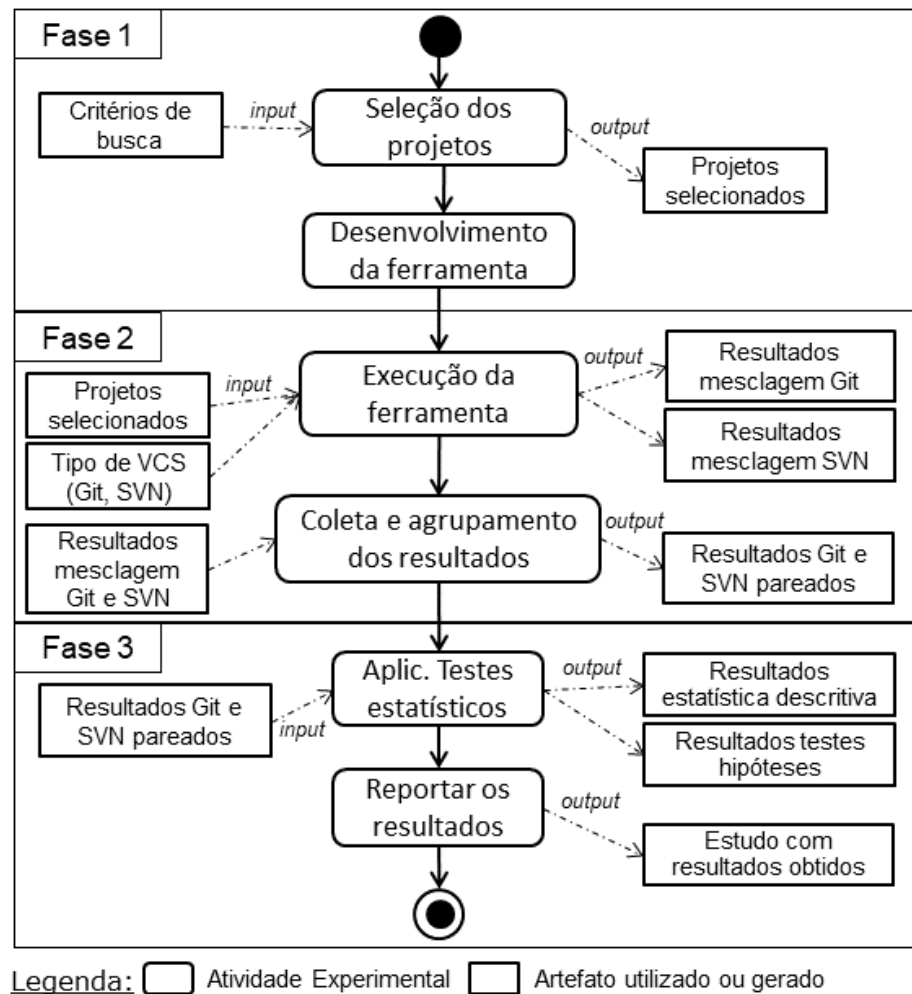 Fase 1
Critérios de
busca
input
Seleção dos
projetos
output
Projetos
selecionados
Desenvolvimento
da ferramenta
Fase 2
Projetos
selecionados
input
Tipo de VCS
(Git, SVN)
Execução da
ferramenta
output
Resultados
mesclagem Git
Resultados
mesclagem SVN
Resultados
mesclagem
Git e SVN
Coleta e agrupamento
dos resultados
output
Resultados Git e
SVN pareados
Fase 3
Resultados Git e
SVN pareados
input
Aplic. Testes
estatísticos
output
Resultados
estatística descritiva
Resultados testes
hipóteses
Reportar os
resultados
output
Estudo com
resultados obtidos
Legenda: Atividade Experimental Artefato utilizado ou gerado